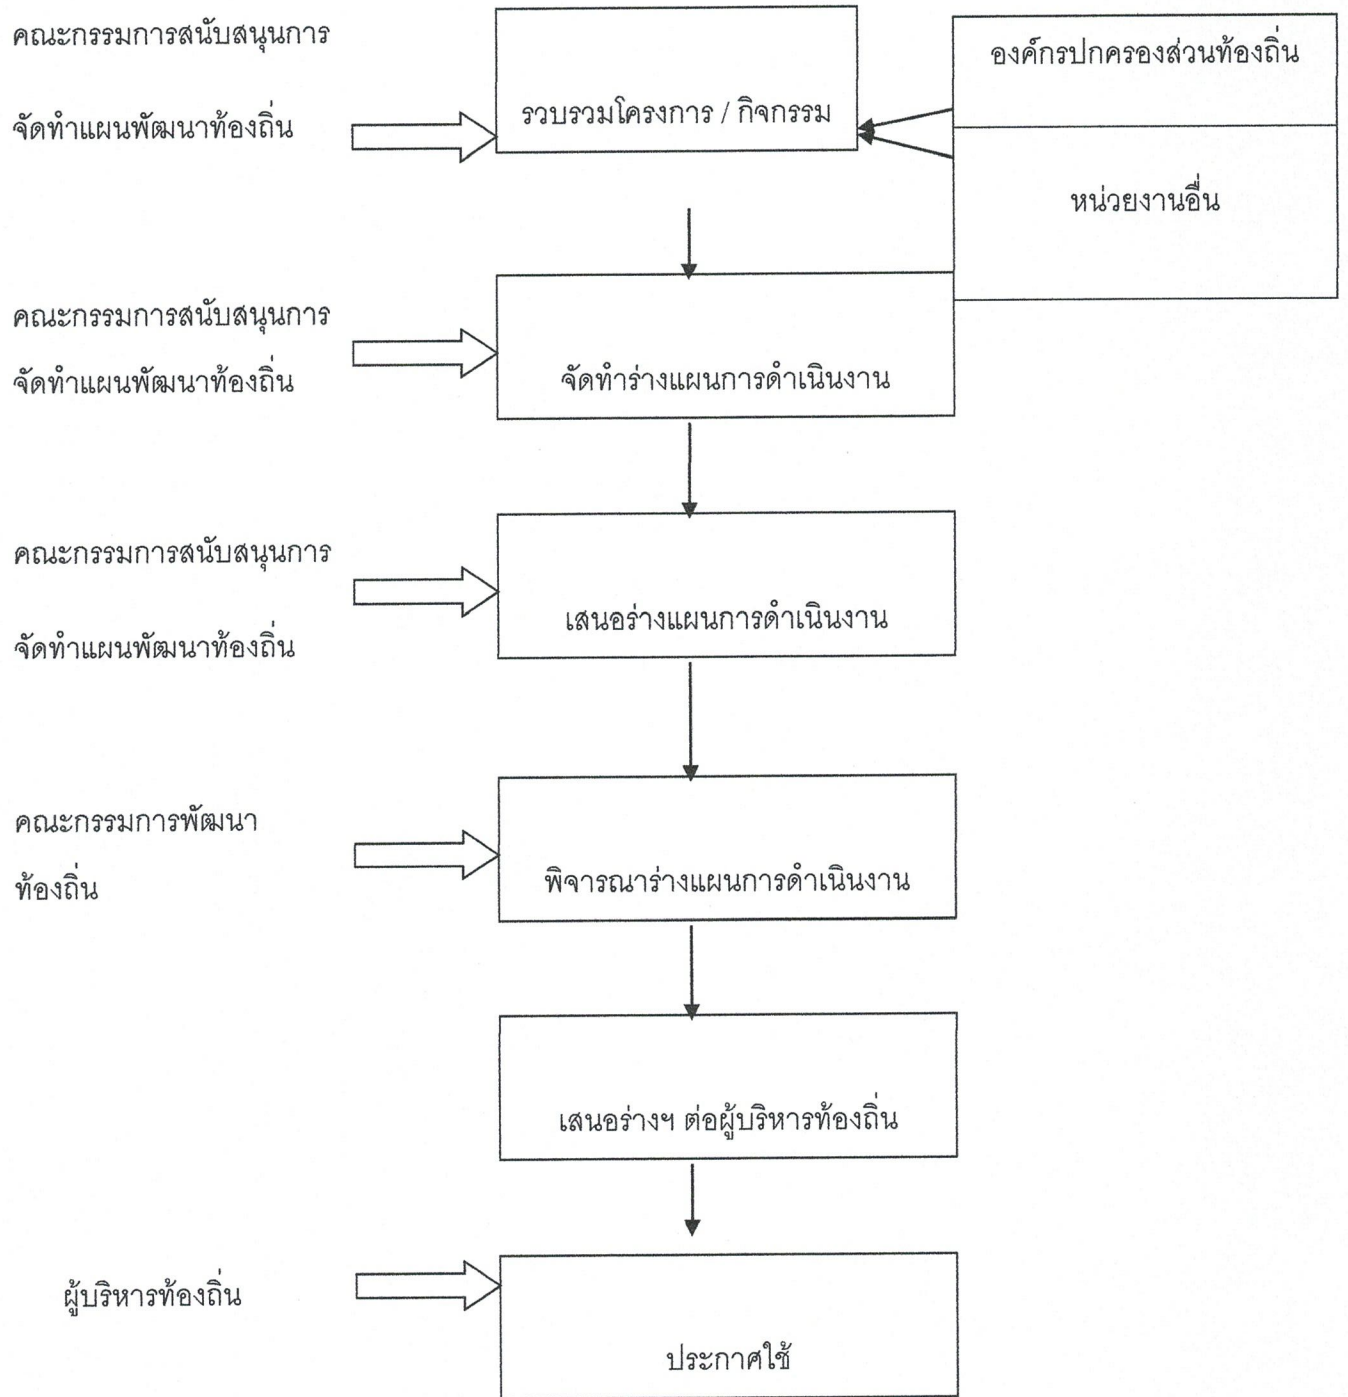 คณะกรรมการสนับสนุนการ
จัดทำแผนพัฒนาท้องถิ่น
รวบรวมโครงการ / กิจกรรม
องค์กรปกครองส่วนท้องถิ่น
หน่วยงานอื่น
คณะกรรมการสนับสนุนการ
จัดทำแผนพัฒนาท้องถิ่น
จัดทำร่างแผนการดำเนินงาน
คณะกรรมการสนับสนุนการ
จัดทำแผนพัฒนาท้องถิ่น
เสนอร่างแผนการดำเนินงาน
คณะกรรมการพัฒนา
ท้องถิ่น
พิจารณาร่างแผนการดำเนินงาน
เสนอร่างฯ ต่อผู้บริหารท้องถิ่น
ผู้บริหารท้องถิ่น
ประกาศใช้